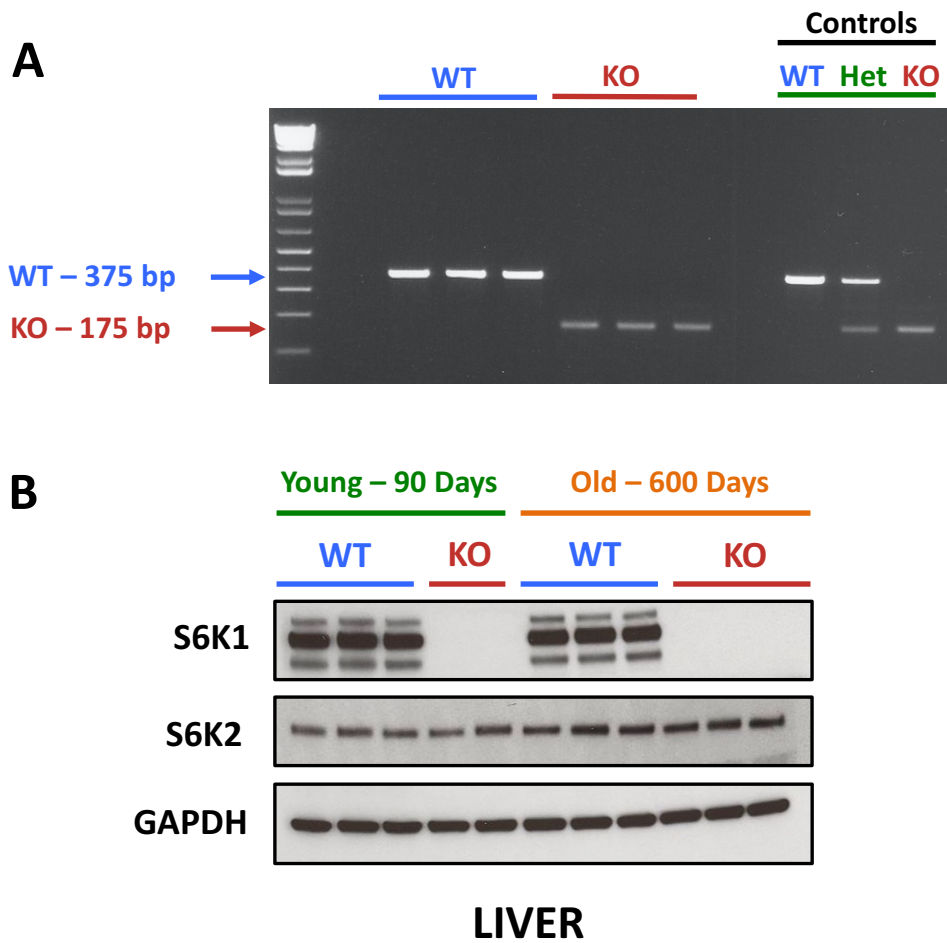 A
Controls
WT KO WT Het KO
WT – 375 bp
KO – 175 bp
B
Young – 90 Days Old – 600 Days
WT KO WT KO
S6K1
S6K2
GAPDH
LIVER